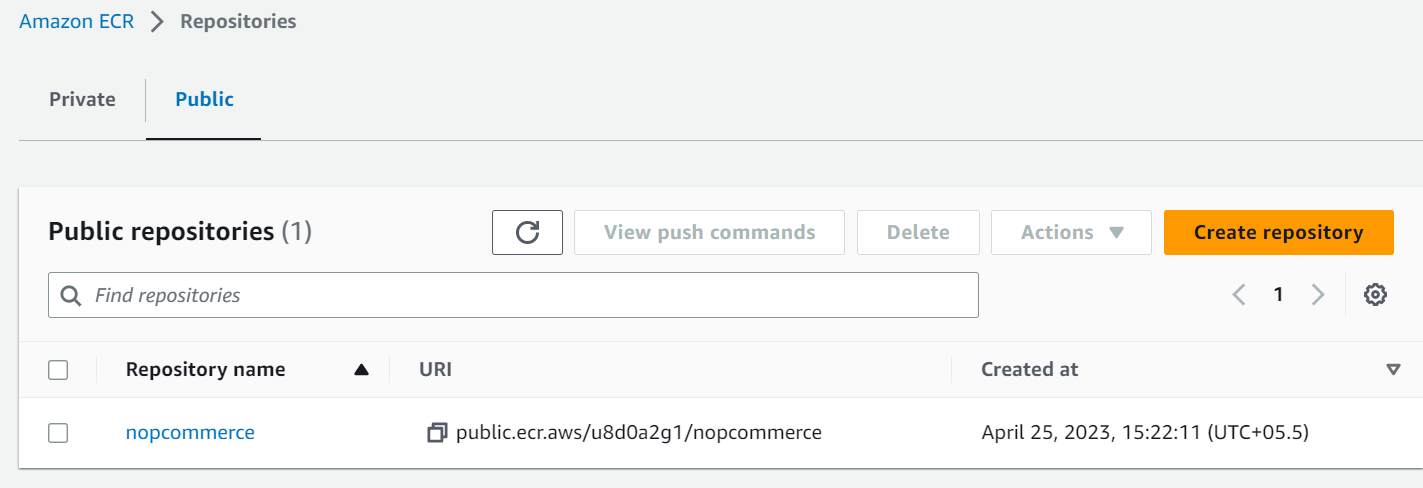 Amazon ECR > Repositories
Private Public
Public repositories (1) View push commands Delete Actions Create repository
Find repositories 1
Repository name URI Created at
nopcommerce public.ecr.aws/u8d0a2g1/nopcommerce April 25, 2023, 15:22:11 (UTC+05.5)